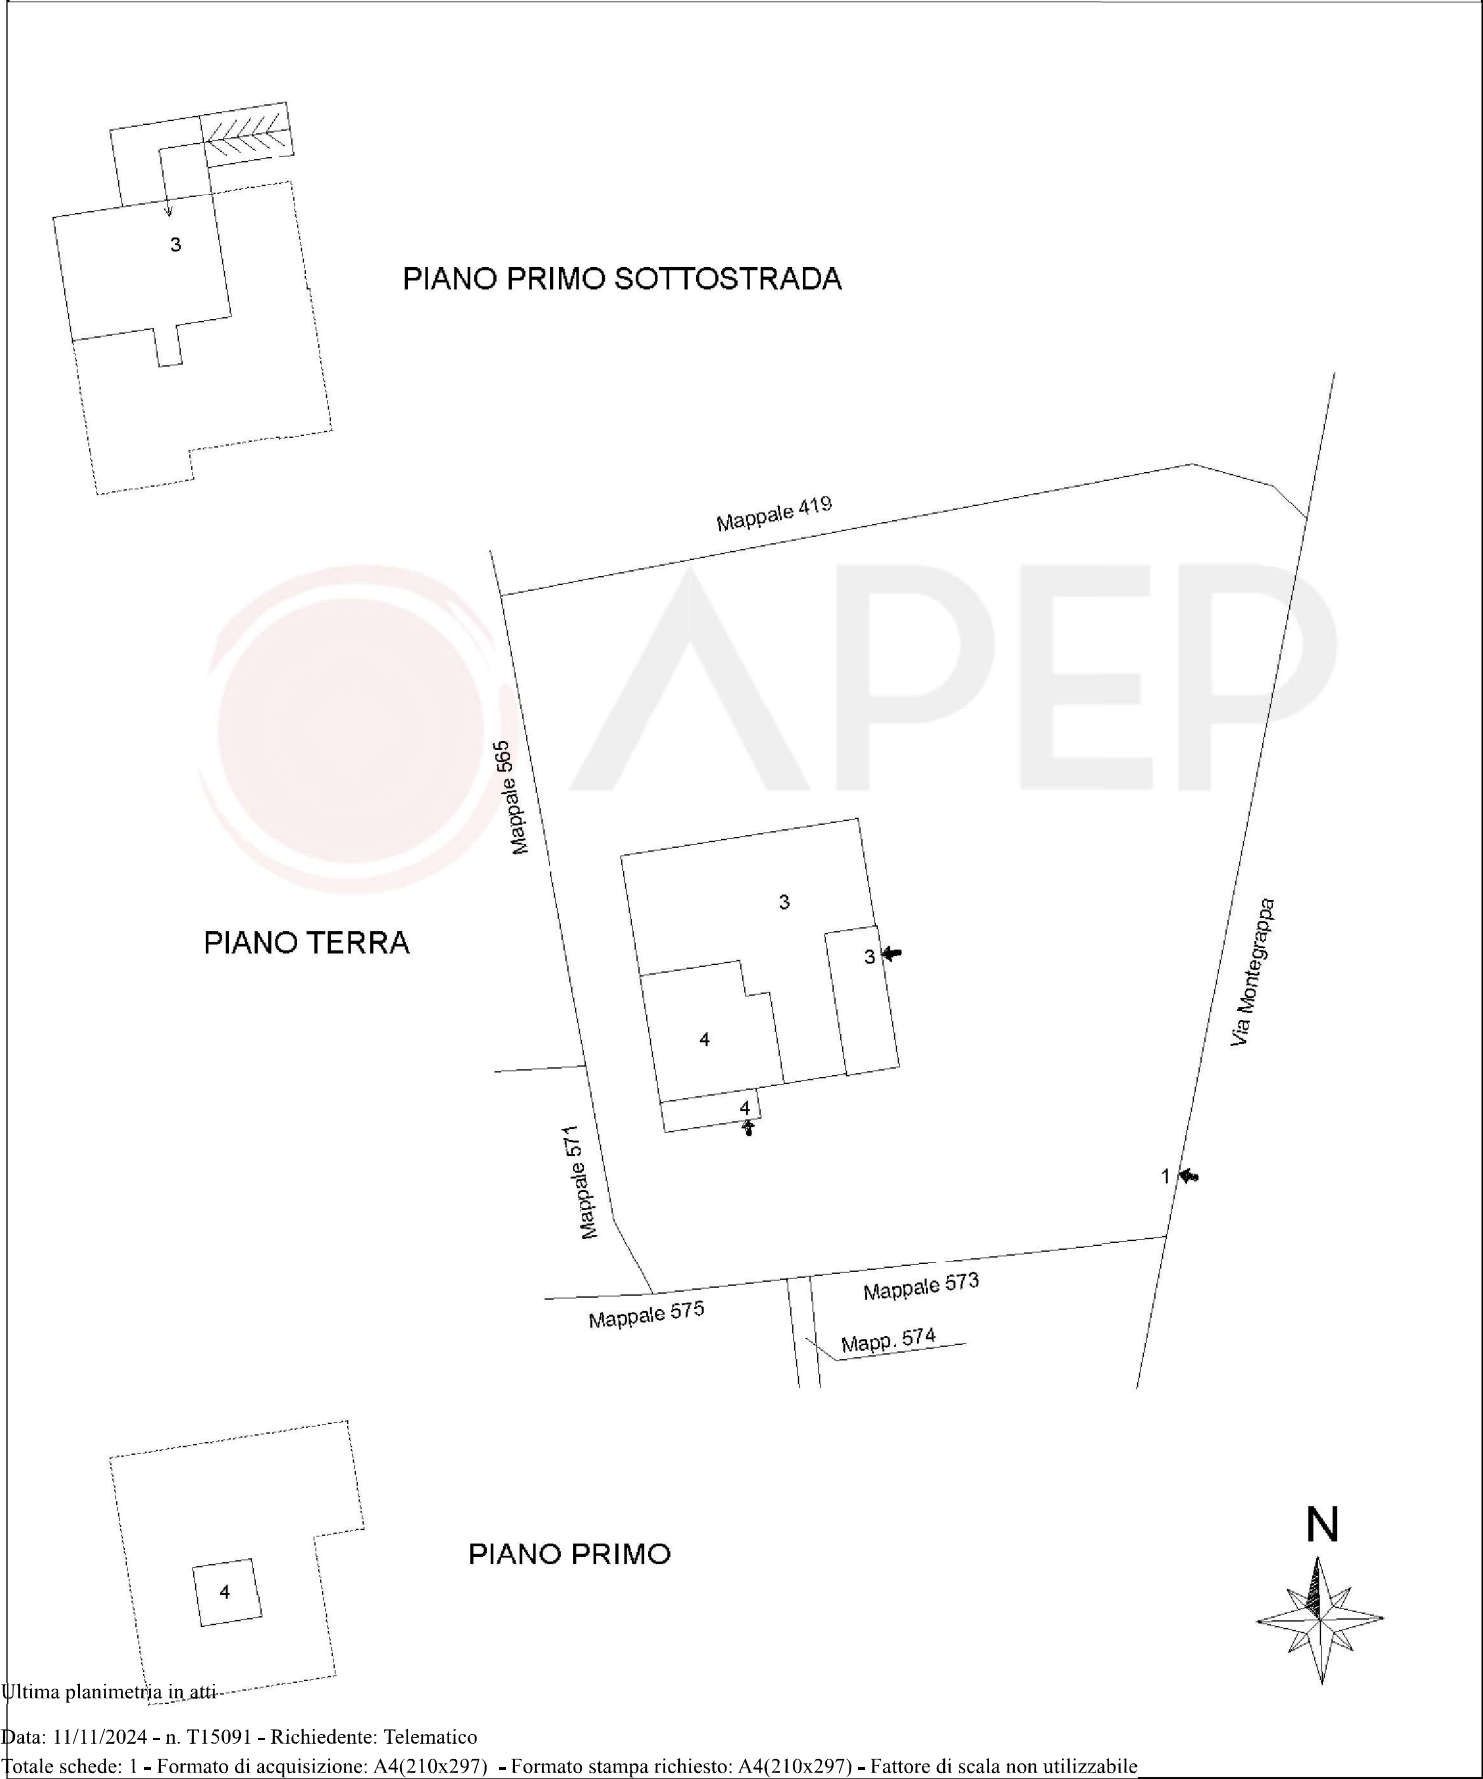 3
PIANO PRIMO SOTTOSTRADA
Mappale 419
APEP
Mappale 565
3
PIANO TERRA
3
Via Montegrappa
4
4
Mappale 571
1
Mappale 573
Mappale 575
Mapp. 574
N
PIANO PRIMO
4
Ultima planimetria in atti
Data: 11/11/2024 - n. T15091 - Richiedente: Telematico
Totale schede: 1 - Formato di acquisizione: A4(210x297) - Formato stampa richiesto: A4(210x297) - Fattore di scala non utilizzabile